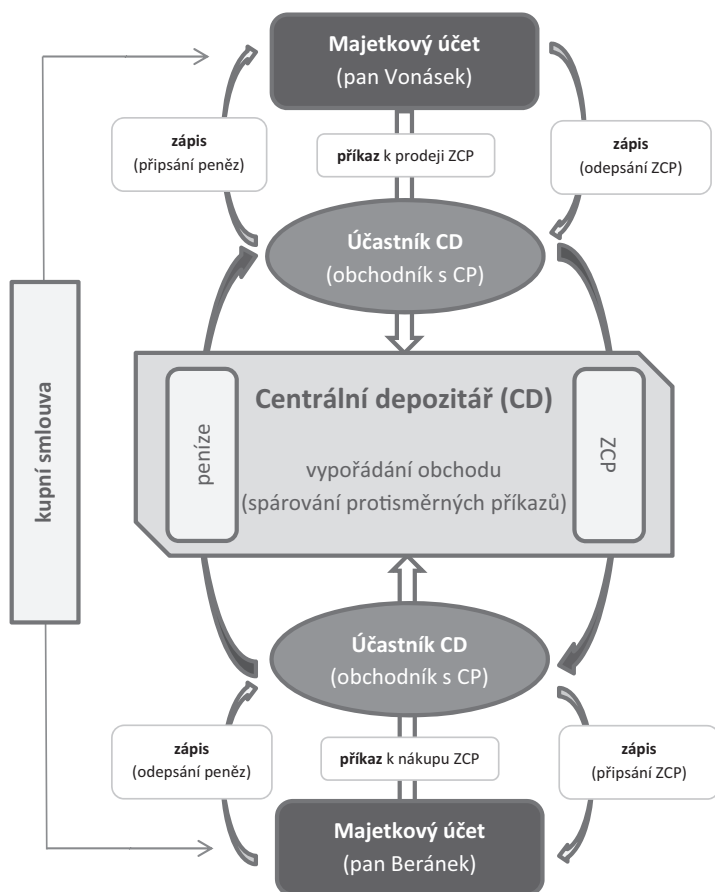 Majetkový účet
(pan Vonásek)
zápis
(připsání peněz)
příkaz k prodeji ZCP
zápis
(odepsání ZCP)
Účastník CD
(obchodník s CP)
kupní smlouva
peníze
Centrální depozitář (CD)
vypořádání obchodu
(spárování protisměrných příkazů)
ZCP
Účastník CD
(obchodník s CP)
zápis
(odepsání peněz)
příkaz k nákupu ZCP
zápis
(připsání ZCP)
Majetkový účet
(pan Beránek)